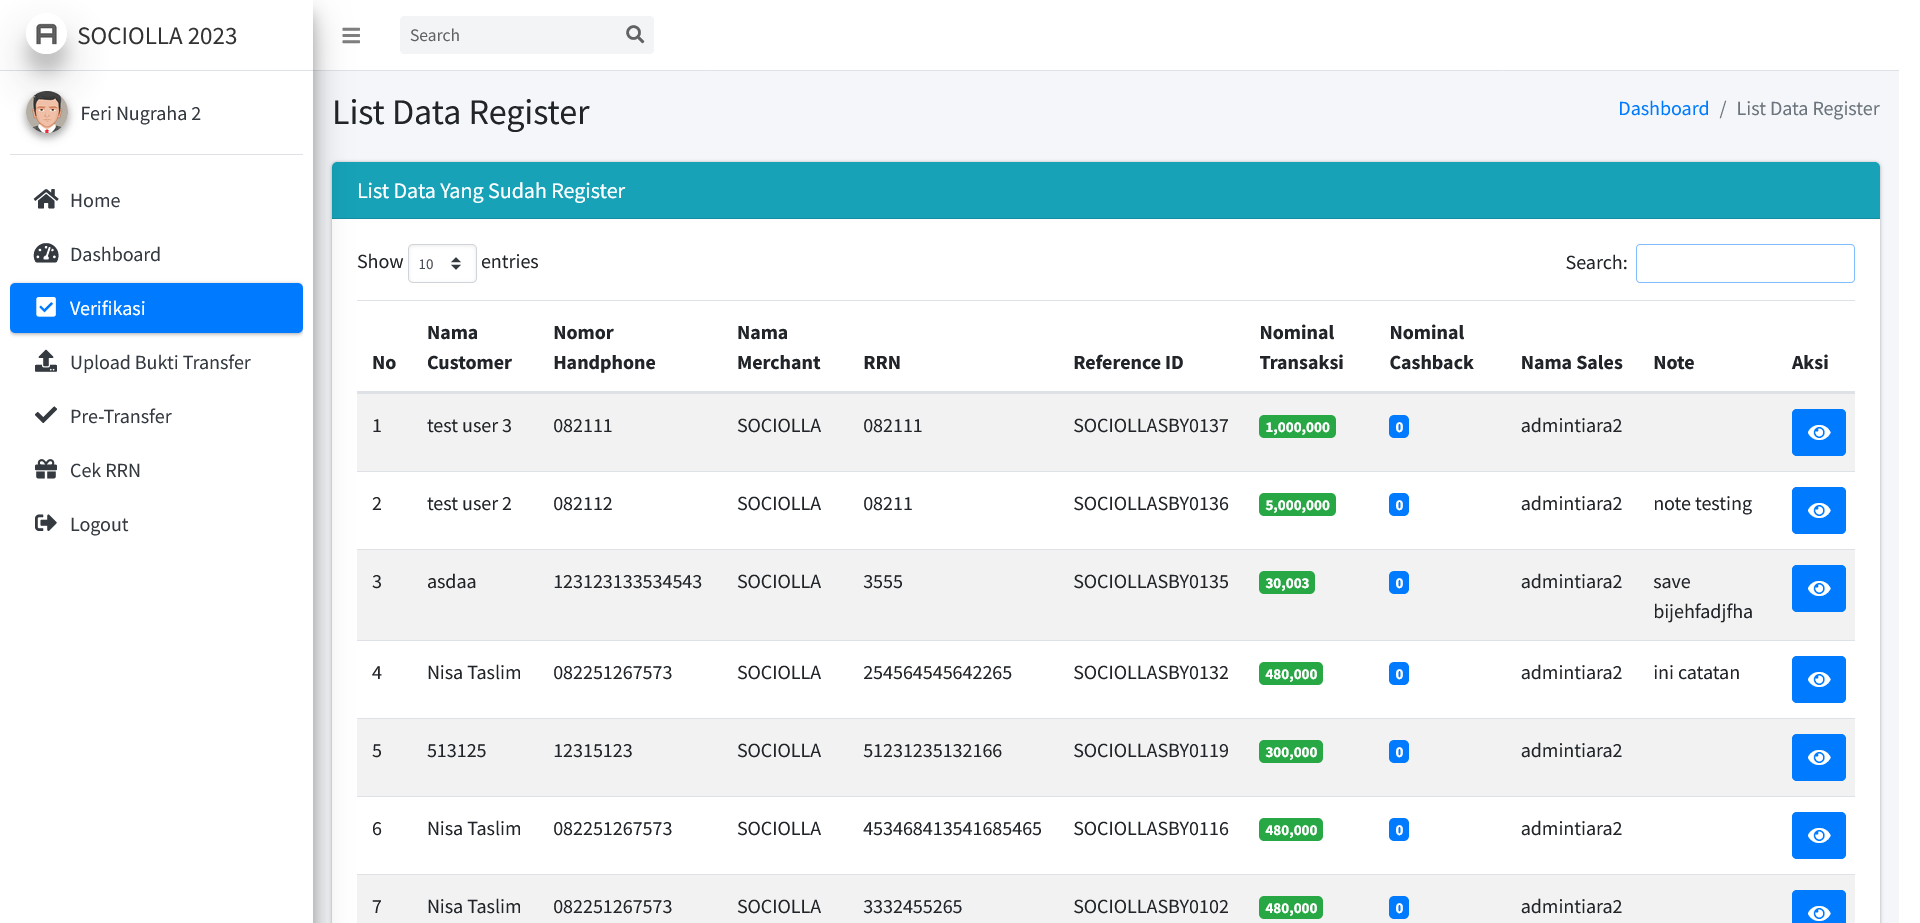 SOCIOLLA 2023
Search
Feri Nugraha 2
Home
Dashboard
Verifikasi
Upload Bukti Transfer
Pre-Transfer
Cek RRN
Logout
List Data Register
Dashboard / List Data Register
List Data Yang Sudah Register
Show 10 entries
Search:
No Nama Customer Nomor Handphone Nama Merchant RRN Reference ID Nominal Transaksi Nominal Cashback Nama Sales Note Aksi
1 test user 3 082111 SOCIOLLA 082111 SOCIOLLASBY0137 1,000,000 0 admintiara2
2 test user 2 082112 SOCIOLLA 08211 SOCIOLLASBY0136 5,000,000 0 admintiara2 note testing
3 asdaa 123123133534543 SOCIOLLA 3555 SOCIOLLASBY0135 30,003 0 admintiara2 save bijehfadjfha
4 Nisa Taslim 082251267573 SOCIOLLA 254564545642265 SOCIOLLASBY0132 480,000 0 admintiara2 ini catatan
5 513125 12315123 SOCIOLLA 51231235132166 SOCIOLLASBY0119 300,000 0 admintiara2
6 Nisa Taslim 082251267573 SOCIOLLA 453468413541685465 SOCIOLLASBY0116 480,000 0 admintiara2
7 Nisa Taslim 082251267573 SOCIOLLA 3332455265 SOCIOLLASBY0102 480,000 0 admintiara2